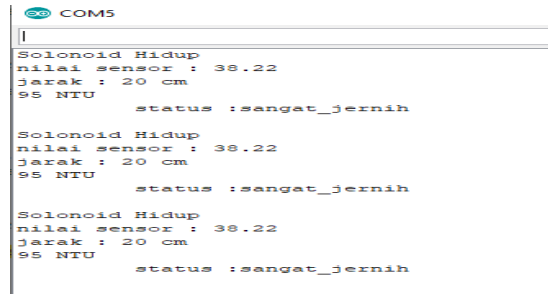 COM5
Solonoid Hidup
nilai sensor : 38.22
jarak : 20 cm
95 NTU
status :sangat_jernih
Solonoid Hidup
nilai sensor : 38.22
jarak : 20 cm
95 NTU
status :sangat_jernih
Solonoid Hidup
nilai sensor : 38.22
jarak : 20 cm
95 NTU
status :sangat_jernih